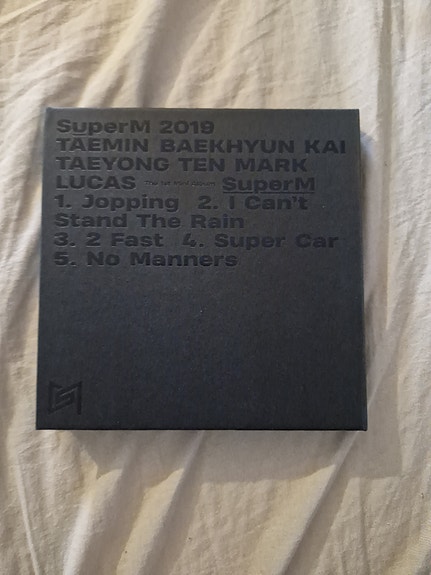 SuperM 2019
TAEMIN BAEKHYUN KAI
TAEYONG TEN MARK
LUCAS The 1st Mini Album SuperM
1. Jopping 2. I Can't
Stand The Rain
3. 2 Fast 4. Super Car
5. No Manners